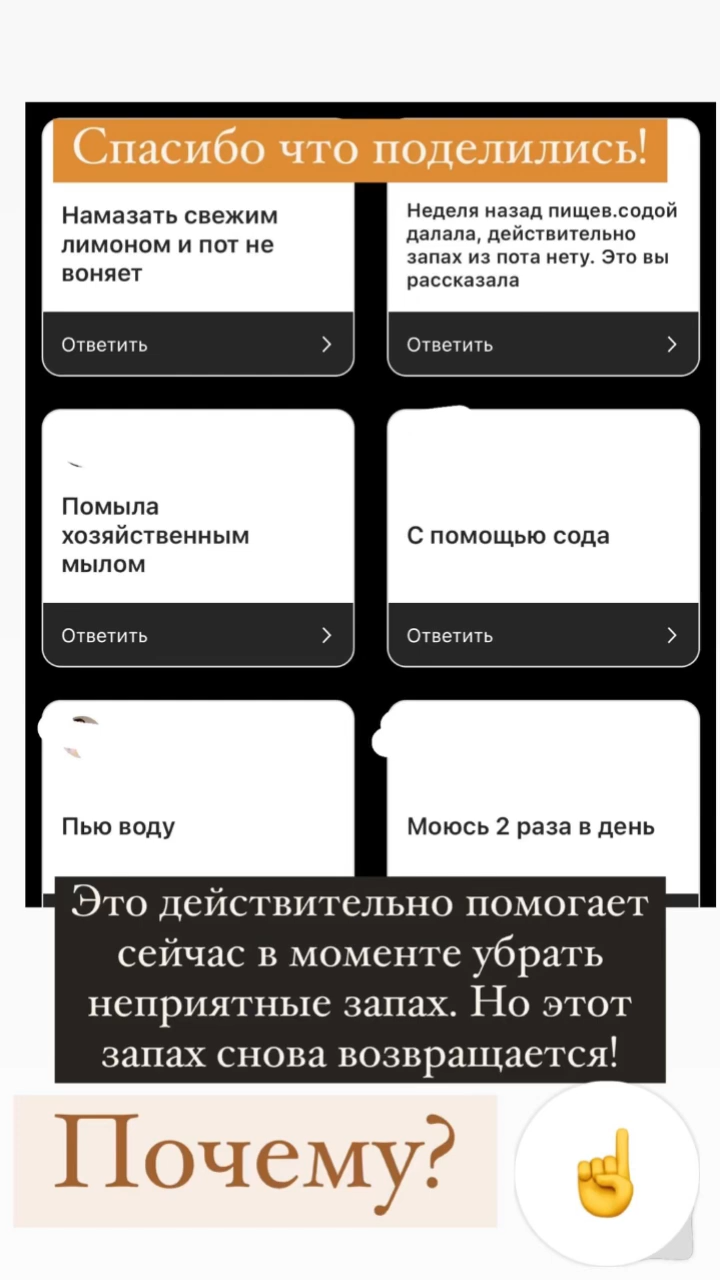 Спасибо что поделились!
Намазать свежим
лимоном и пот не
воняет
Ответить
Неделя назад пищев.содой
далала, действительно
запах из пота нету. Это вы
рассказала
Ответить
Помыла
хозяйственным
мылом
Ответить
С помощью сода
Ответить
Пью воду
Моюсь 2 раза в день
Это действительно помогает
сейчас в моменте убрать
неприятные запах. Но этот
запах снова возвращается!
Почему?